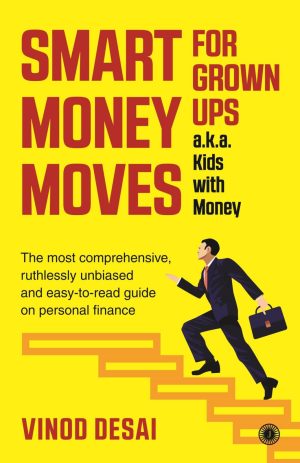 SMART
MONEY
MOVES
FOR
GROWN
UPS
a.k.a.
Kids
with
Money
The most comprehensive,
ruthlessly unbiased
and easy-to-read guide
on personal finance
VINOD DESAI